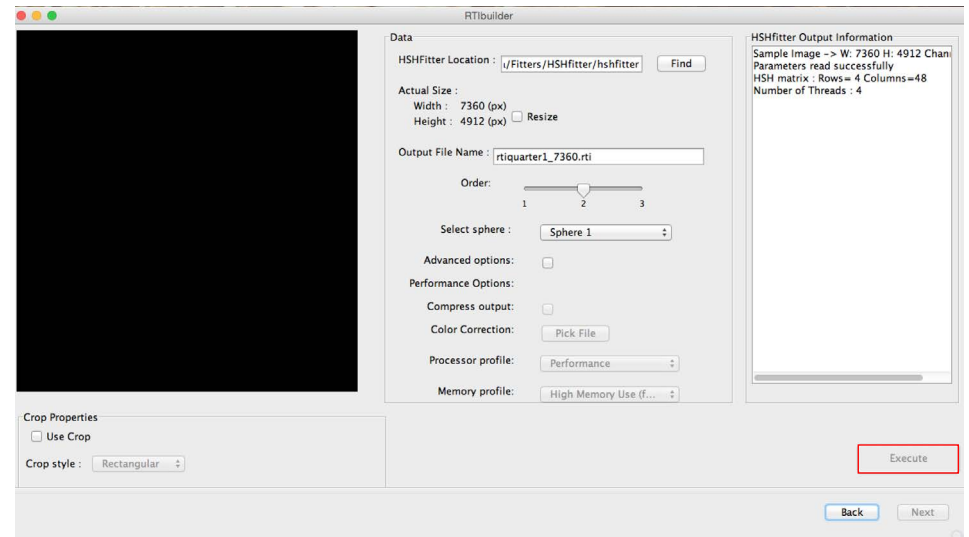 RTIbuilder
Data
HSHFitter Location : ı/Fitters/HSHfitter/hshfitter Find
Actual Size :
Width : 7360 (px)
Height : 4912 (px) Resize
Output File Name : rtiquarter1_7360.rti
Order:
1 2 3
Select sphere : Sphere 1
Advanced options:
Performance Options:
Compress output:
Color Correction: Pick File
Processor profile: Performance
Memory profile: High Memory Use (f...
HSHfitter Output Information
Sample Image -> W: 7360 H: 4912 Chan
Parameters read successfully
HSH matrix : Rows= 4 Columns=48
Number of Threads : 4
Crop Properties
Use Crop
Crop style : Rectangular
Execute
Back Next